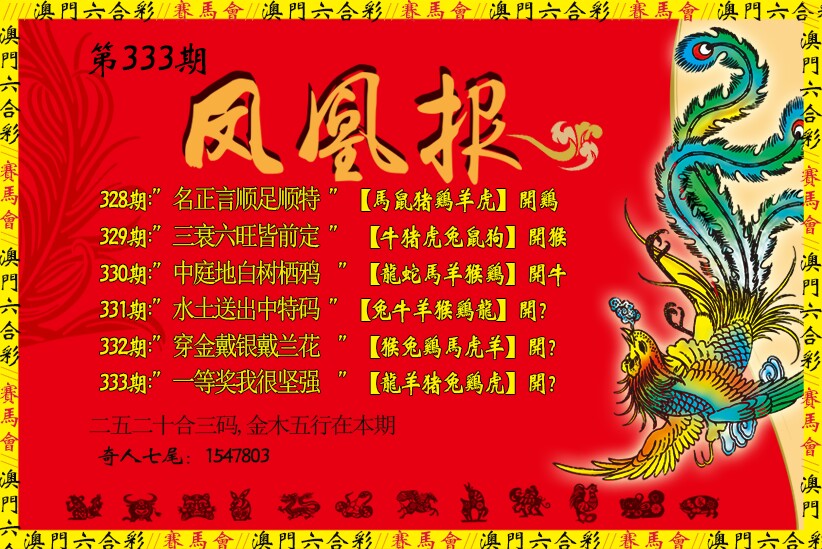 //澳門六合彩//賽馬會//澳門六合彩//賽馬會//澳門六合彩//賽馬會//澳門六合彩//
第333期
凤凰报
328期:"名正言顺足顺特"【馬鼠猪鷄羊虎】開鷄
329期:"三衰六旺皆前定"【牛猪虎兔鼠狗】開猴
330期:"中庭地白树栖鸦"【龍蛇馬羊猴鷄】開牛
331期:"水土送出中特码"【兔牛羊猴鷄龍】開?
332期:"穿金戴银戴兰花"【猴兔鷄馬虎羊】開?
333期:"一等奖我很坚强"【龍羊猪兔鷄虎】開?
二五二十合三码,金木五行在本期
奇人七尾：1547803
澳門六合彩//賽馬會//澳門六合彩//賽馬會//澳門六合彩//賽馬會//澳門六合彩
澳門六合彩//賽馬會//澳門六合彩//賽馬會//澳門六
澳門六合彩//賽馬會//澳門六合彩//賽馬會//澳門六